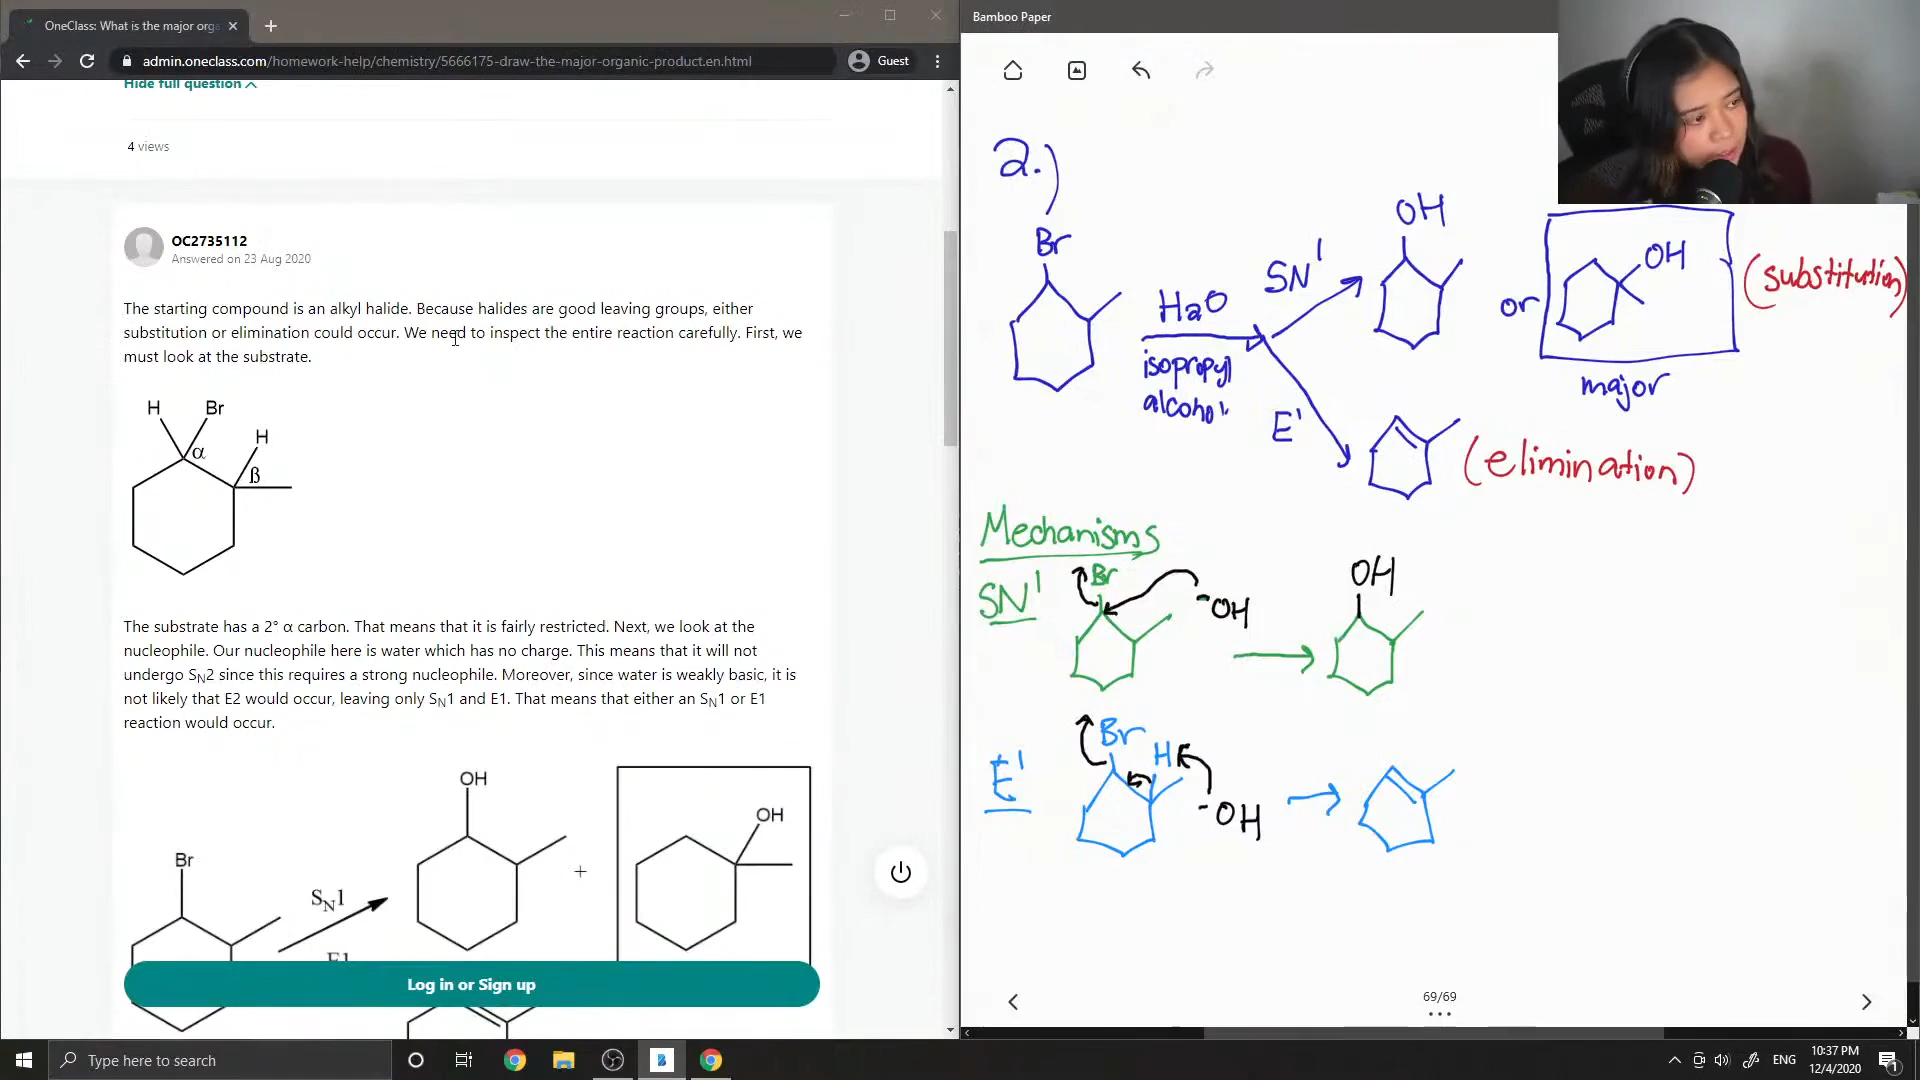 OneClass: What is the major orga
Bamboo Paper
admin.oneclass.com/homework-help/chemistry/5666175-draw-the-major-organic-product.en.html
Guest
Hide full question
4 views
OC2735112
Answered on 23 Aug 2020
The starting compound is an alkyl halide. Because halides are good leaving groups, either
substitution or elimination could occur. We need to inspect the entire reaction carefully. First, we
must look at the substrate.
H Br
H
α
β
The substrate has a 2° α carbon. That means that it is fairly restricted. Next, we look at the
nucleophile. Our nucleophile here is water which has no charge. This means that it will not
undergo SN2 since this requires a strong nucleophile. Moreover, since water is weakly basic, it is
not likely that E2 would occur, leaving only SN1 and E1. That means that either an SN1 or E1
reaction would occur.
OH
OH
Br
SN1
+
E1
Log in or Sign up
2.)
Br
H2O
isopropyl
alcohol
SN1
E1
OH
or
OH
major
(substitution)
(elimination)
Mechanisms
SN1
Br
-OH
OH
E1
Br
H
-OH
69/69
Type here to search
ENG
10:37 PM
12/4/2020
1